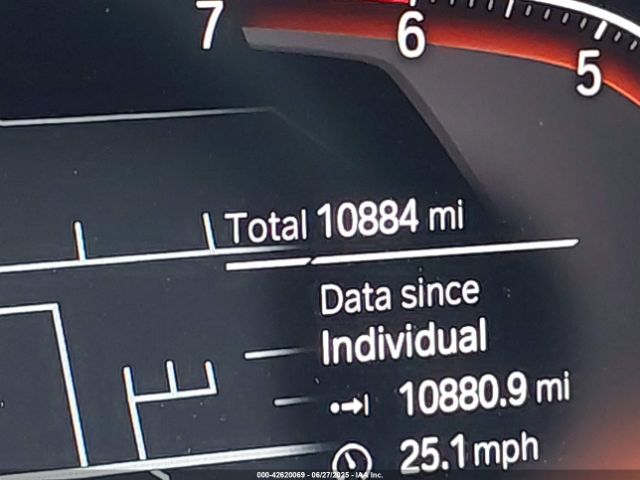 7 6 5
Total 10884 mi
Data since
Individual
10880.9 mi
25.1 mph
000-42620069 - 06/27/2025 - IAA Inc.